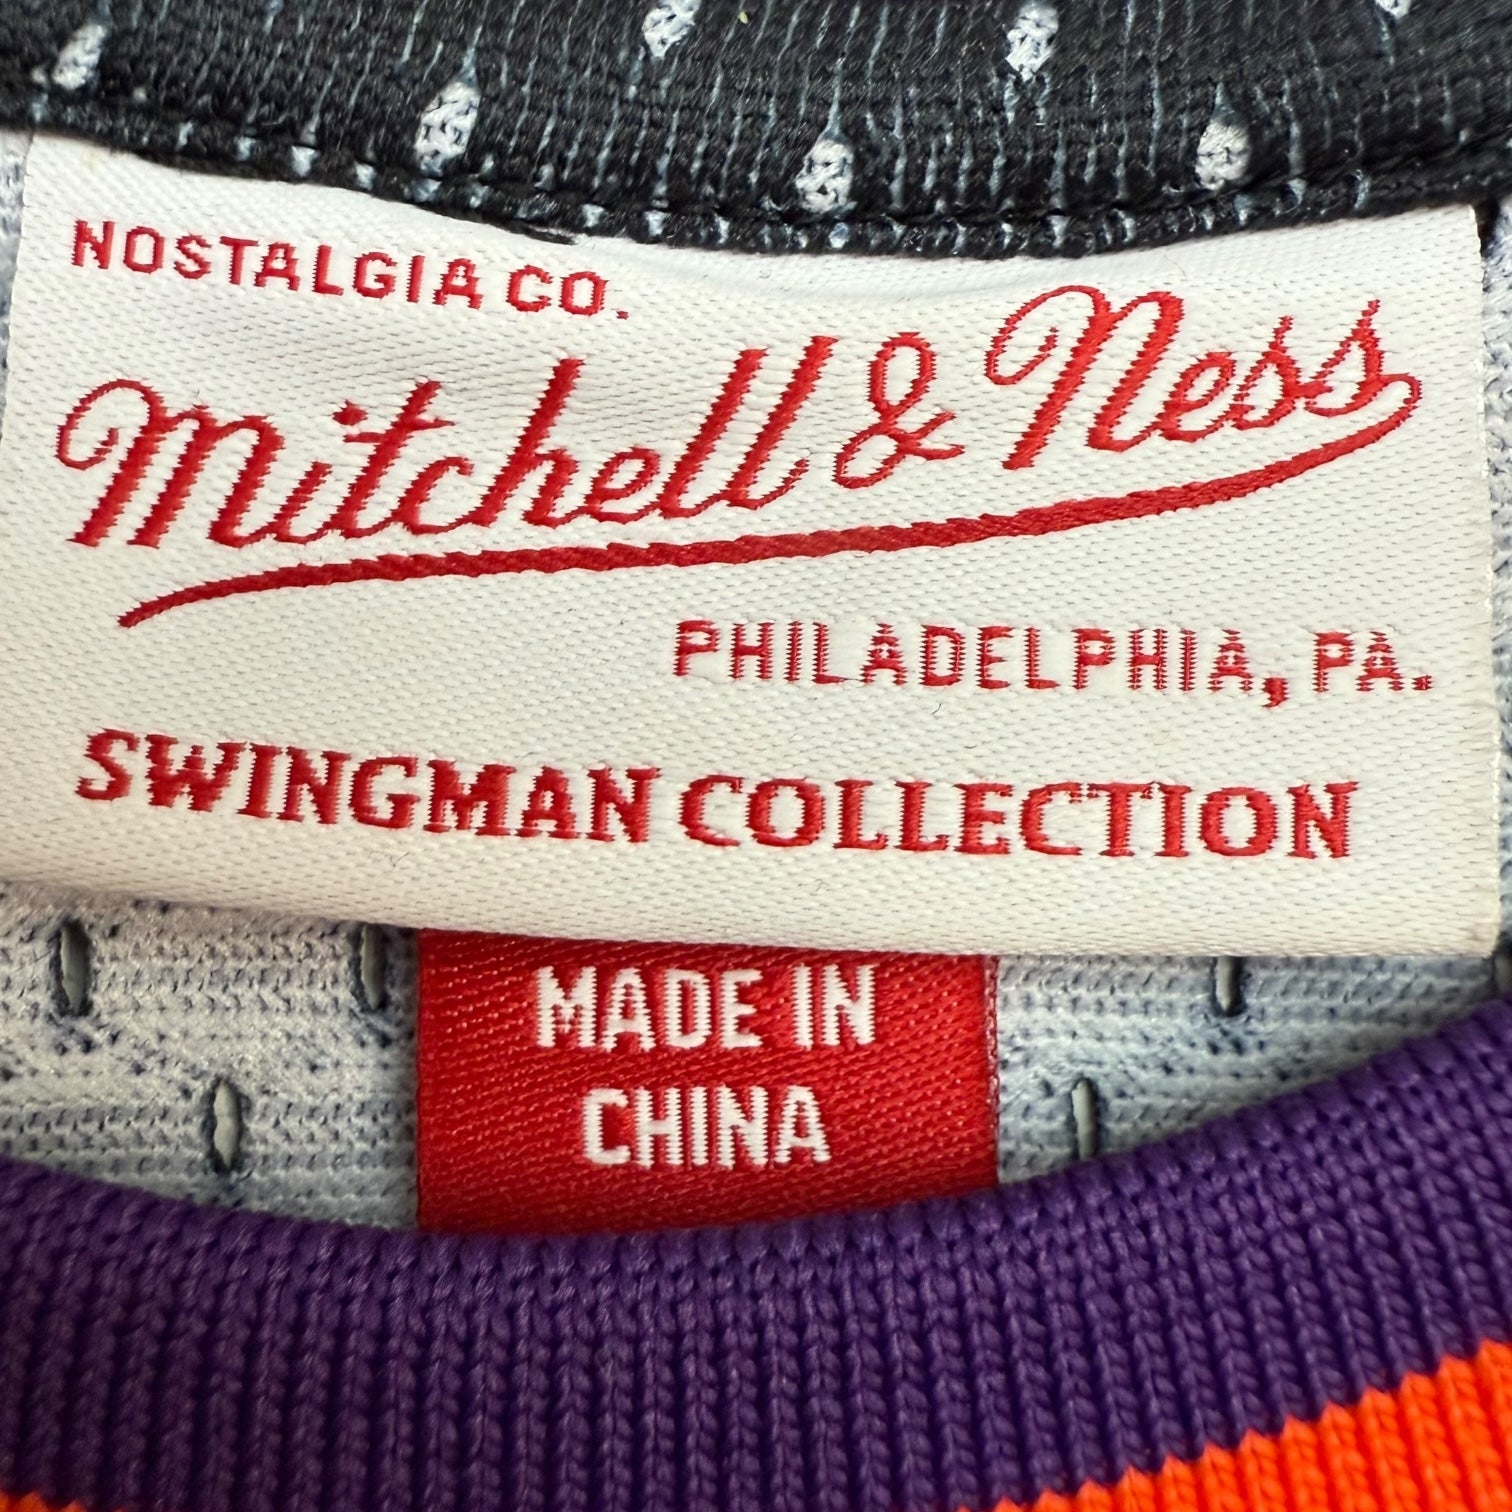 NOSTALGIA CO.
Mitchell & Ness
PHILADELPHIA, PA.
SWINGMAN COLLECTION
MADE IN
CHINA